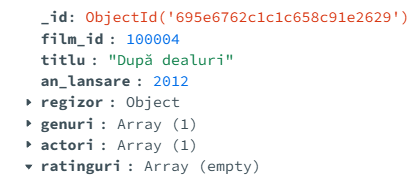 _id: ObjectId('695e6762c1c1c658c91e2629')
film_id: 100004
titlu: "După dealuri"
an_lansare: 2012
regizor: Object
genuri: Array (1)
actori: Array (1)
ratinguri: Array (empty)